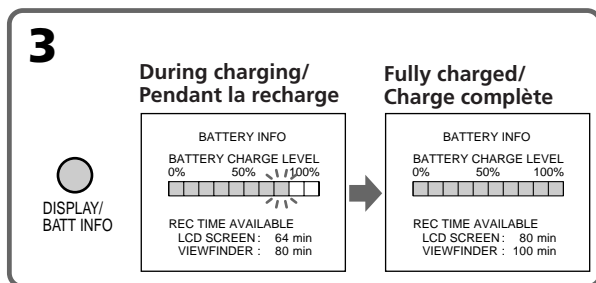 3
During charging/
Pendant la recharge
Fully charged/
Charge complète
DISPLAY/
BATT INFO
BATTERY INFO
BATTERY CHARGE LEVEL
0% 50% 100%
REC TIME AVAILABLE
LCD SCREEN : 64 min
VIEWFINDER : 80 min
BATTERY INFO
BATTERY CHARGE LEVEL
0% 50% 100%
REC TIME AVAILABLE
LCD SCREEN : 80 min
VIEWFINDER : 100 min